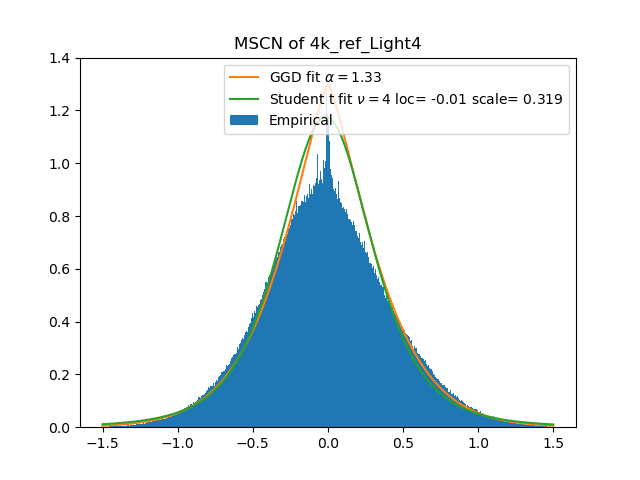 MSCN of 4k_ref_Light4
GGD fit α = 1.33
Student t fit ν = 4 loc= -0.01 scale= 0.319
Empirical
1.4
1.2
1.0
0.8
0.6
0.4
0.2
0.0
−1.5 −1.0 −0.5 0.0 0.5 1.0 1.5